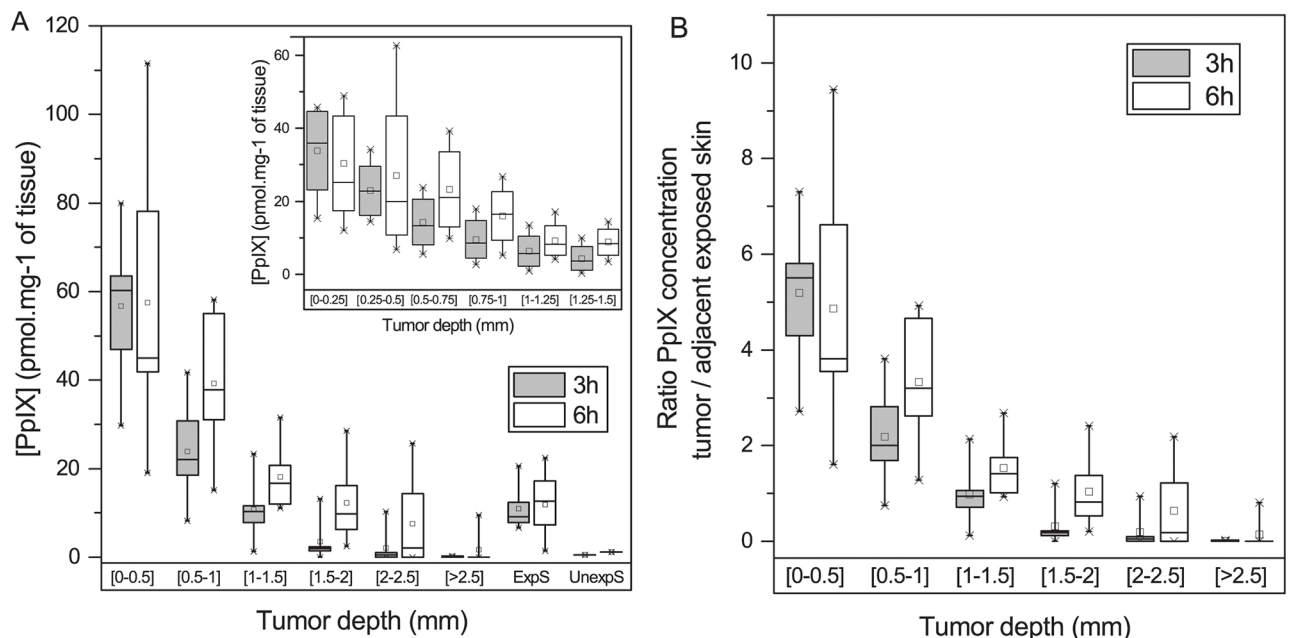 A
120
100
80
60
40
20
0
[PpIX] (pmol.mg-1 of tissue)
[0-0.5] [0.5-1] [1-1.5] [1.5-2] [2-2.5] [>2.5] ExpS UnexpS
Tumor depth (mm)
60
40
20
0
[PpIX] (pmol.mg-1 of tissue)
[0-0.25] [0.25-0.5] [0.5-0.75] [0.75-1] [1-1.25] [1.25-1.5]
Tumor depth (mm)
3h
6h
B
10
8
6
4
2
0
Ratio PpIX concentration
tumor / adjacent exposed skin
3h
6h
[0-0.5] [0.5-1] [1-1.5] [1.5-2] [2-2.5] [>2.5]
Tumor depth (mm)